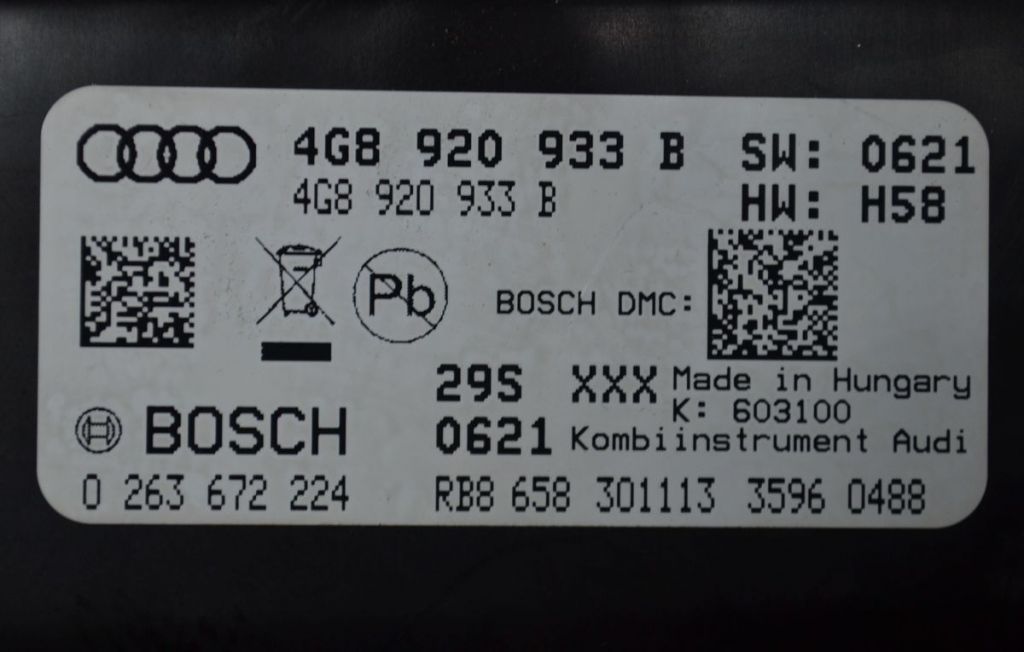 4G8 920 933 B SW: 0621
4G8 920 933 B HW: H58
Pb
BOSCH DMC:
29S XXX Made in Hungary
K: 603100
BOSCH 0621 Kombiinstrument Audi
0 263 672 224 RB8 658 301113 3596 0488